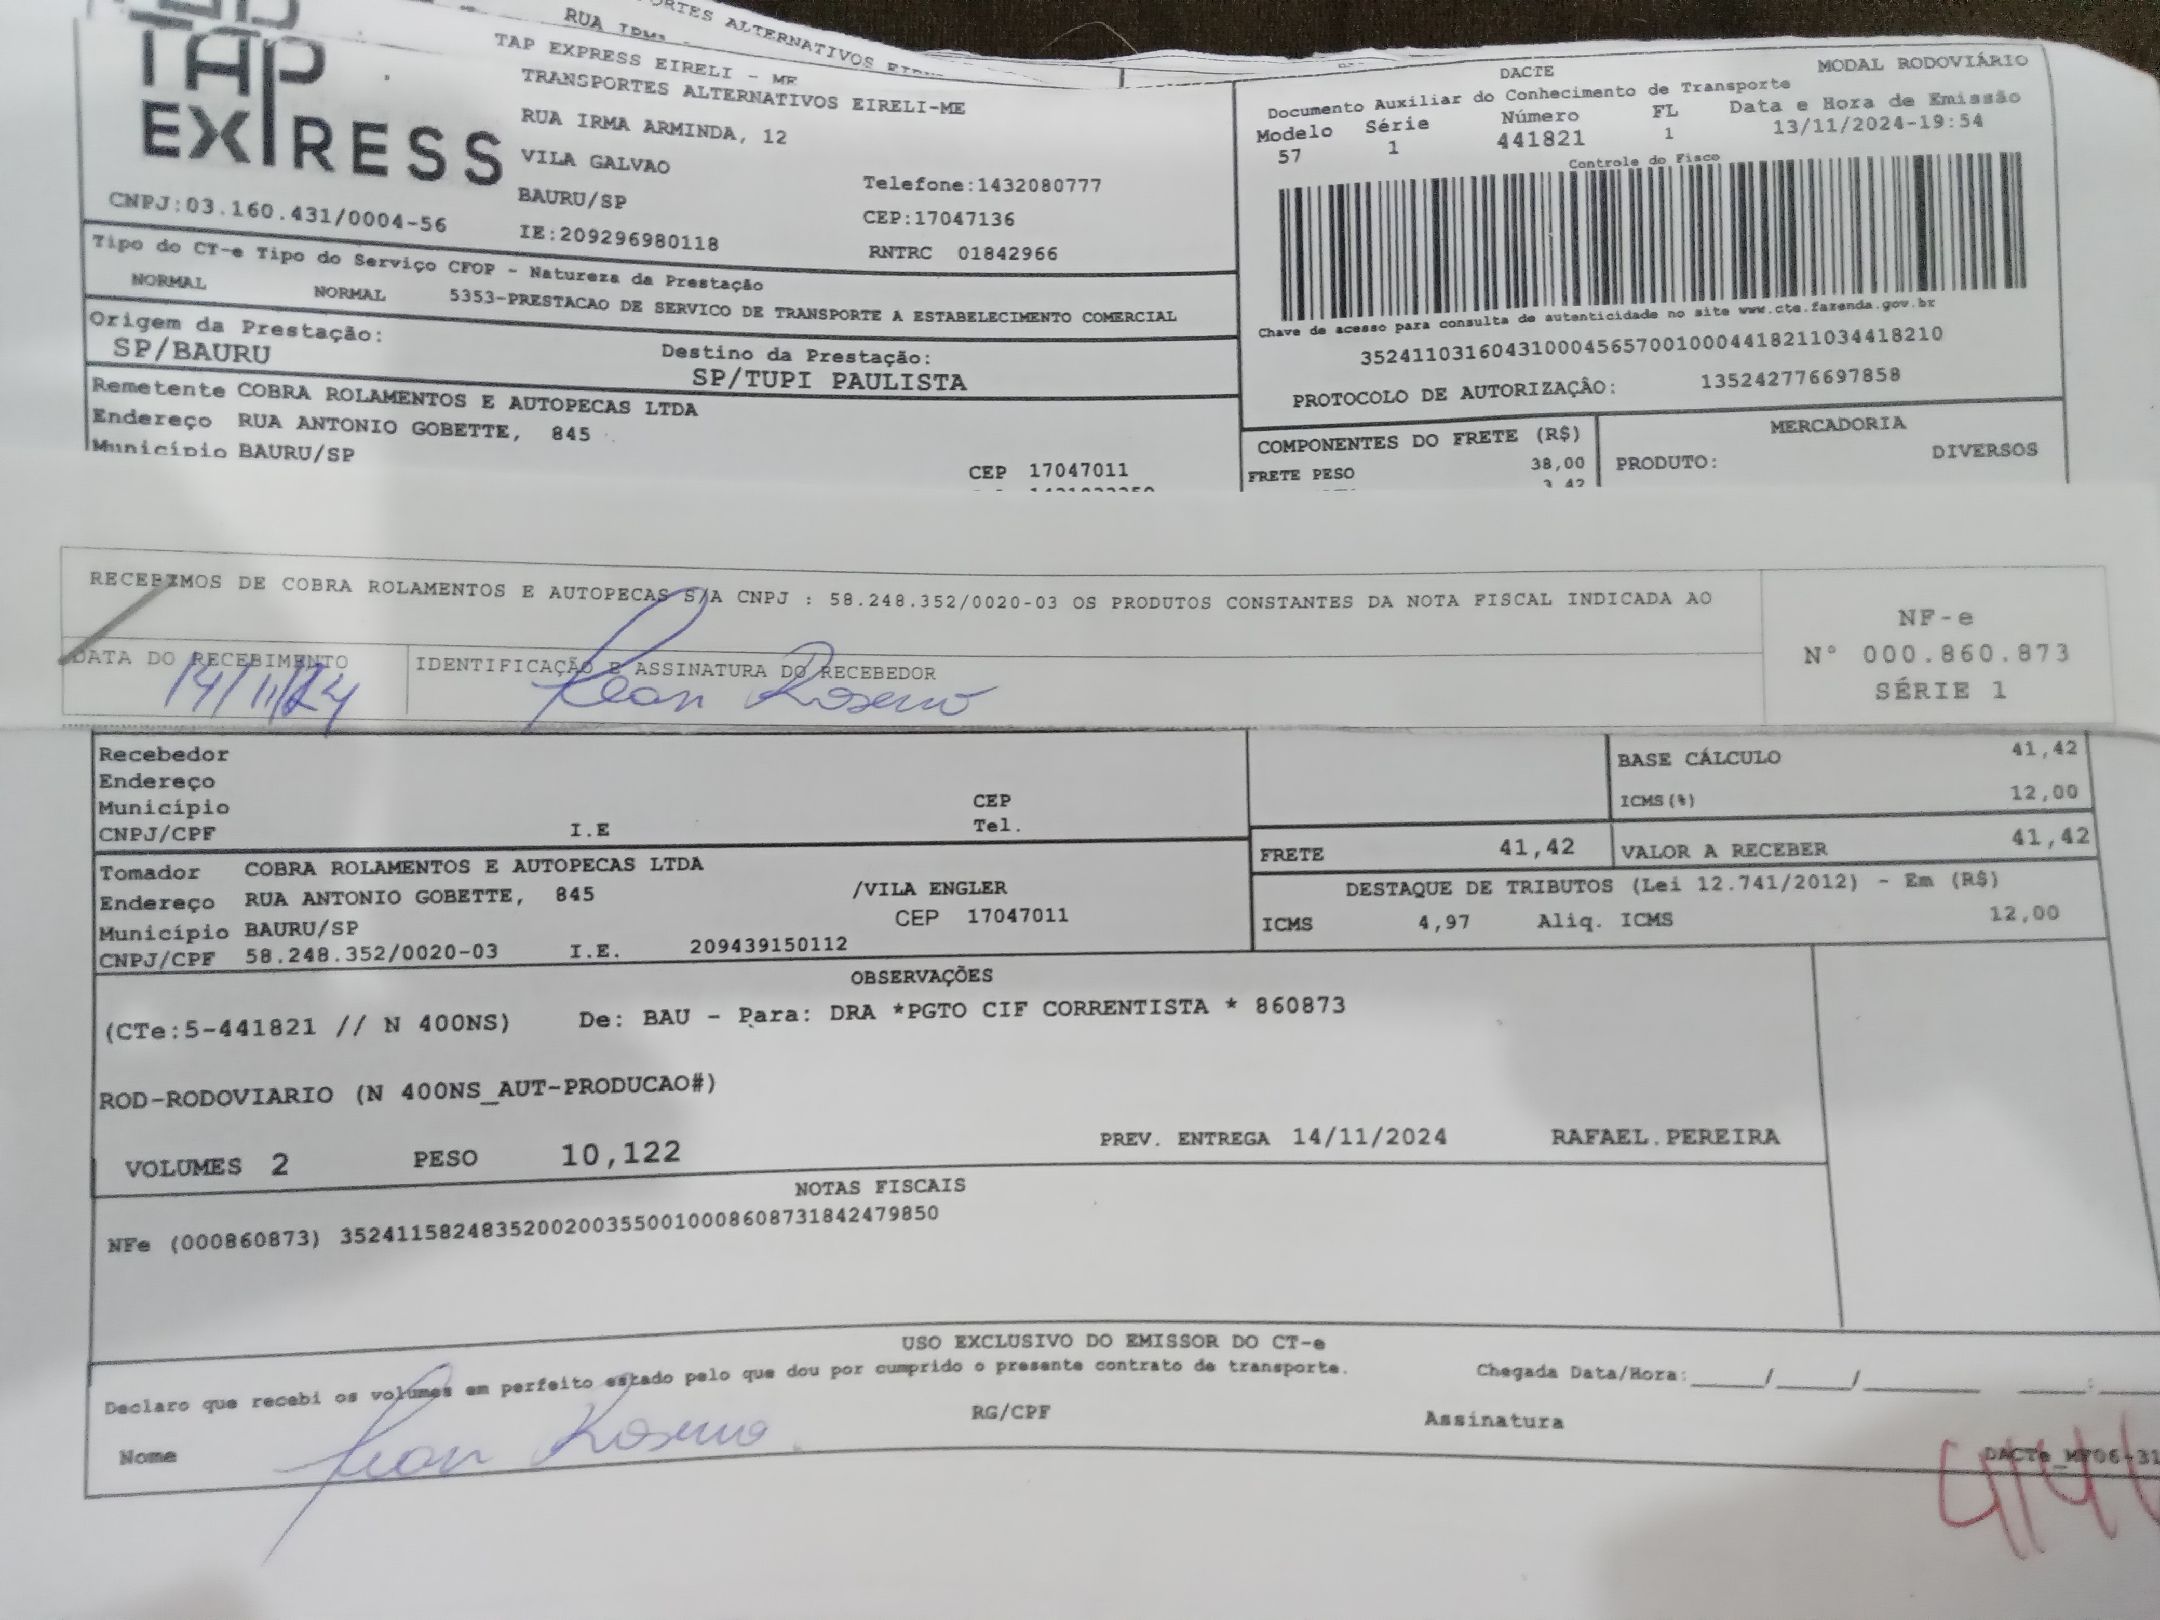 TAP
EXPRESS
RUA IRMA
ORTES ALTERNATIVOS
TAP EXPRESS EIRELI - ME
TRANSPORTES ALTERNATIVOS EIRELI-ME
RUA IRMA ARMINDA, 12
VILA GALVAO
Telefone:1432080777
BAURU/SP
CEP:17047136
CNPJ:03.160.431/0004-56
IE:209296980118
RNTRC 01842966
DACTE
MODAL RODOVIÁRIO
Documento Auxiliar do Conhecimento de Transporte
Modelo Série Número FL Data e Hora de Emissão
57 1 441821 1 13/11/2024-19:54
Controle do Fisco
Chave de acesso para consulta de autenticidade no site www.cte.fazenda.gov.br
35241103160431000456570010004418211034418210
PROTOCOLO DE AUTORIZAÇÃO: 135242776697858
Tipo do CT-e Tipo do Serviço CFOP - Natureza da Prestação
NORMAL NORMAL 5353-PRESTACAO DE SERVICO DE TRANSPORTE A ESTABELECIMENTO COMERCIAL
Origem da Prestação: Destino da Prestação:
SP/BAURU SP/TUPI PAULISTA
Remetente COBRA ROLAMENTOS E AUTOPECAS LTDA
Endereço RUA ANTONIO GOBETTE, 845
Município BAURU/SP CEP 17047011
COMPONENTES DO FRETE (R$) MERCADORIA
FRETE PESO 38,00 PRODUTO: DIVERSOS
3,42
RECEBEMOS DE COBRA ROLAMENTOS E AUTOPECAS S/A CNPJ : 58.248.352/0020-03 OS PRODUTOS CONSTANTES DA NOTA FISCAL INDICADA AO
NF-e
N° 000.860.873
SÉRIE 1
DATA DO RECEBIMENTO IDENTIFICAÇÃO E ASSINATURA DO RECEBEDOR
14/11/24
Recebedor
Endereço
Município CEP
CNPJ/CPF I.E Tel.
BASE CÁLCULO 41,42
ICMS(%) 12,00
FRETE 41,42 VALOR A RECEBER 41,42
Tomador COBRA ROLAMENTOS E AUTOPECAS LTDA
Endereço RUA ANTONIO GOBETTE, 845 /VILA ENGLER
Município BAURU/SP CEP 17047011
CNPJ/CPF 58.248.352/0020-03 I.E. 209439150112
DESTAQUE DE TRIBUTOS (Lei 12.741/2012) - Em (R$)
ICMS 4,97 Aliq. ICMS 12,00
OBSERVAÇÕES
(CTe:5-441821 // N 400NS) De: BAU - Para: DRA *PGTO CIF CORRENTISTA * 860873
ROD-RODOVIARIO (N 400NS_AUT-PRODUCAO#)
VOLUMES 2 PESO 10,122 PREV. ENTREGA 14/11/2024 RAFAEL.PEREIRA
NOTAS FISCAIS
NFe (000860873) 35241158248352002003550010008608731842479850
USO EXCLUSIVO DO EMISSOR DO CT-e
Declaro que recebi os volumes em perfeito estado pelo que dou por cumprido o presente contrato de transporte. Chegada Data/Hora:_____/_____/________ _____:____
Nome RG/CPF Assinatura